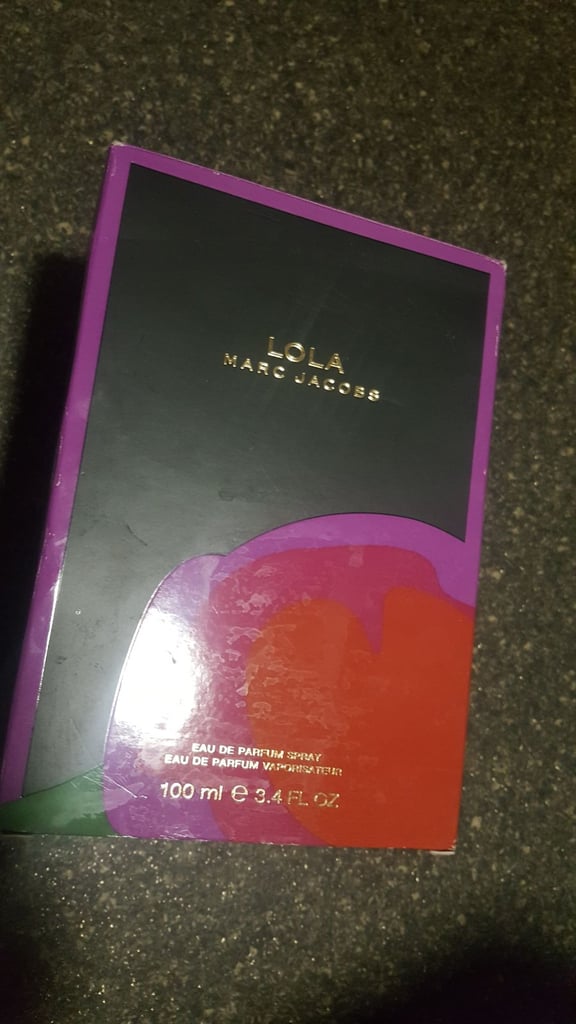 LOLA
MARC JACOBS
EAU DE PARFUM SPRAY
EAU DE PARFUM VAPORISATEUR
100 ml ℮ 3.4 FL OZ